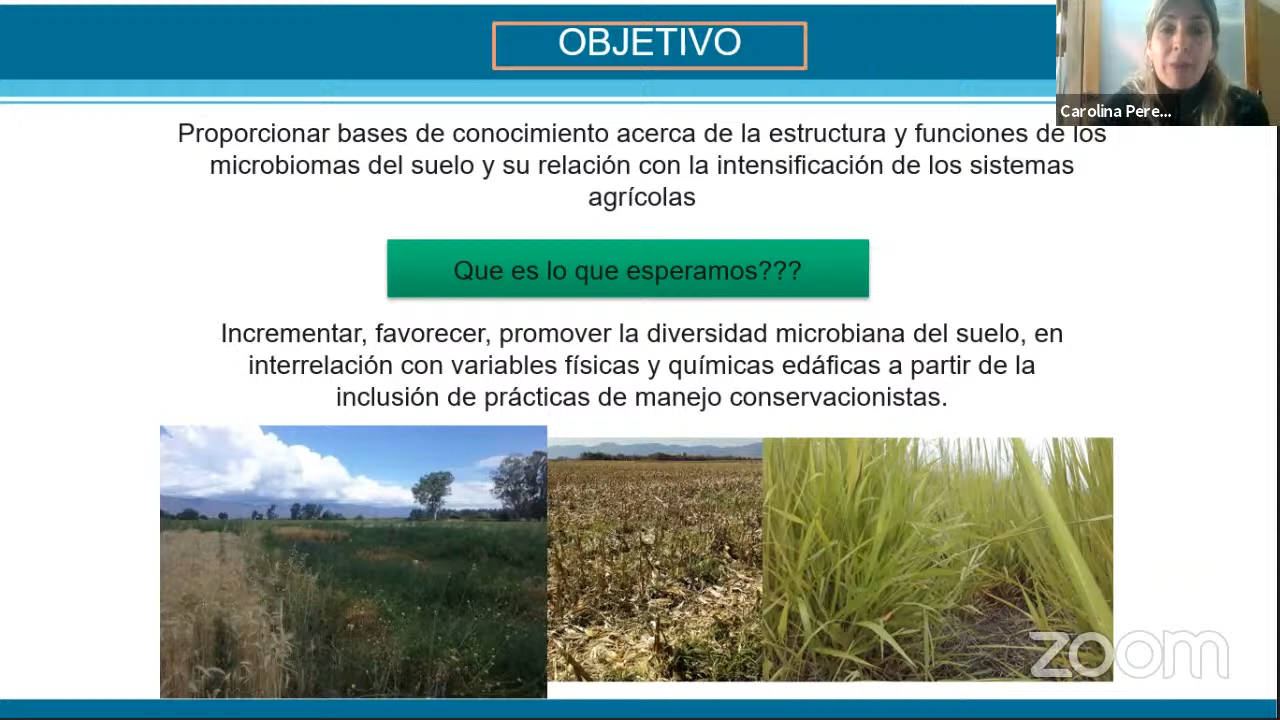 OBJETIVO
Carolina Pere...
Proporcionar bases de conocimiento acerca de la estructura y funciones de los
microbiomas del suelo y su relación con la intensificación de los sistemas
agrícolas
Que es lo que esperamos???
Incrementar, favorecer, promover la diversidad microbiana del suelo, en
interrelación con variables físicas y químicas edáficas a partir de la
inclusión de prácticas de manejo conservacionistas.
zoom